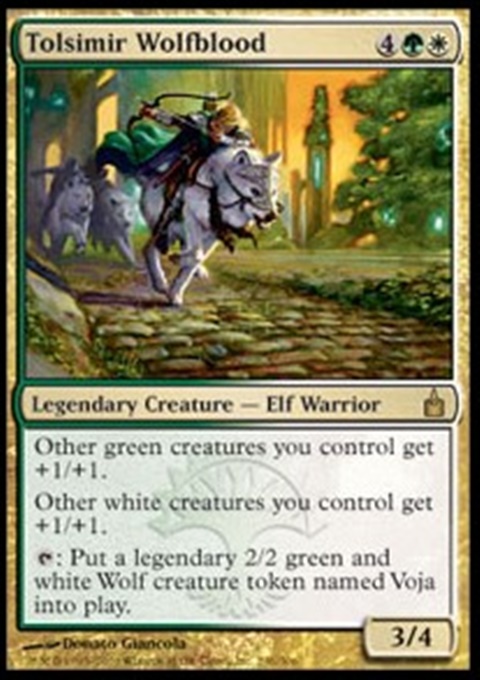 Tolsimir Wolfblood 4
Legendary Creature — Elf Warrior
Other green creatures you control get
+1/+1.
Other white creatures you control get
+1/+1.
: Put a legendary 2/2 green and
white Wolf creature token named Voja
into play.
Donato Giancola
3/4